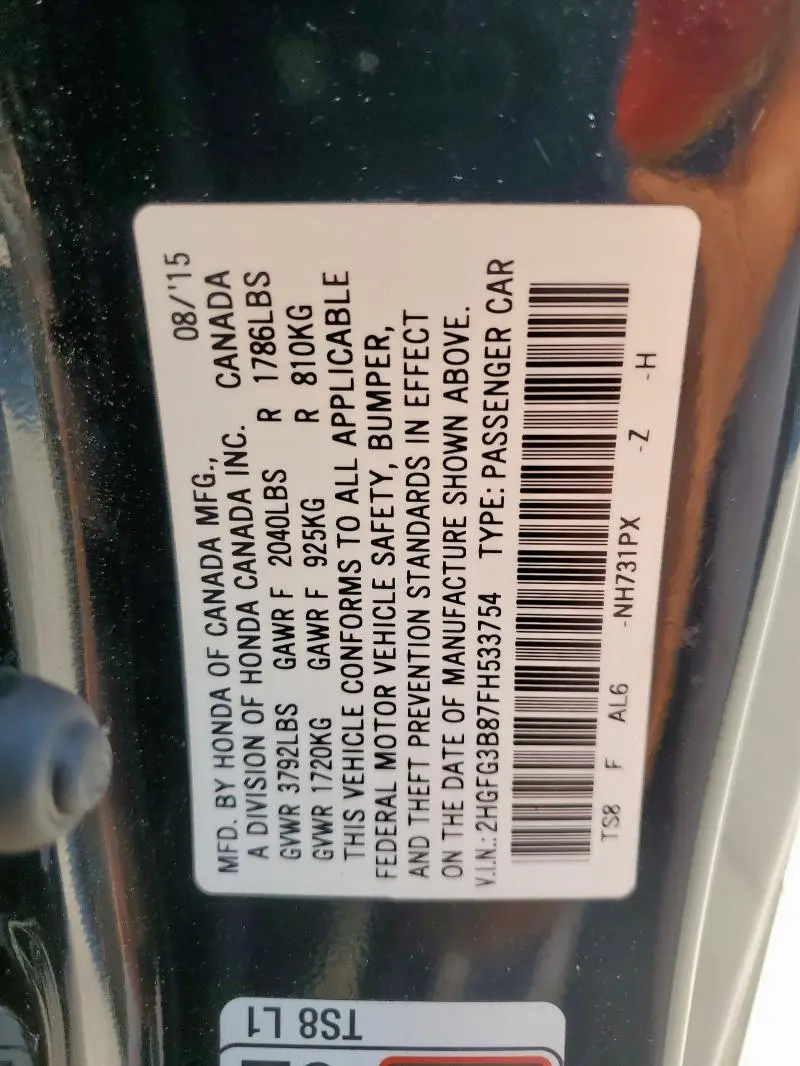 MFD. BY HONDA OF CANADA MFG., 08/'15
A DIVISION OF HONDA CANADA INC. CANADA
GVWR 3792LBS GAWR F 2040LBS R 1786LBS
GVWR 1720KG GAWR F 925KG R 810KG
THIS VEHICLE CONFORMS TO ALL APPLICABLE
FEDERAL MOTOR VEHICLE SAFETY, BUMPER,
AND THEFT PREVENTION STANDARDS IN EFFECT
ON THE DATE OF MANUFACTURE SHOWN ABOVE.
V.I.N.: 2HGFG3B87FH533754 TYPE: PASSENGER CAR
TS8 F AL6 -NH731PX -Z -H
TS8 L1